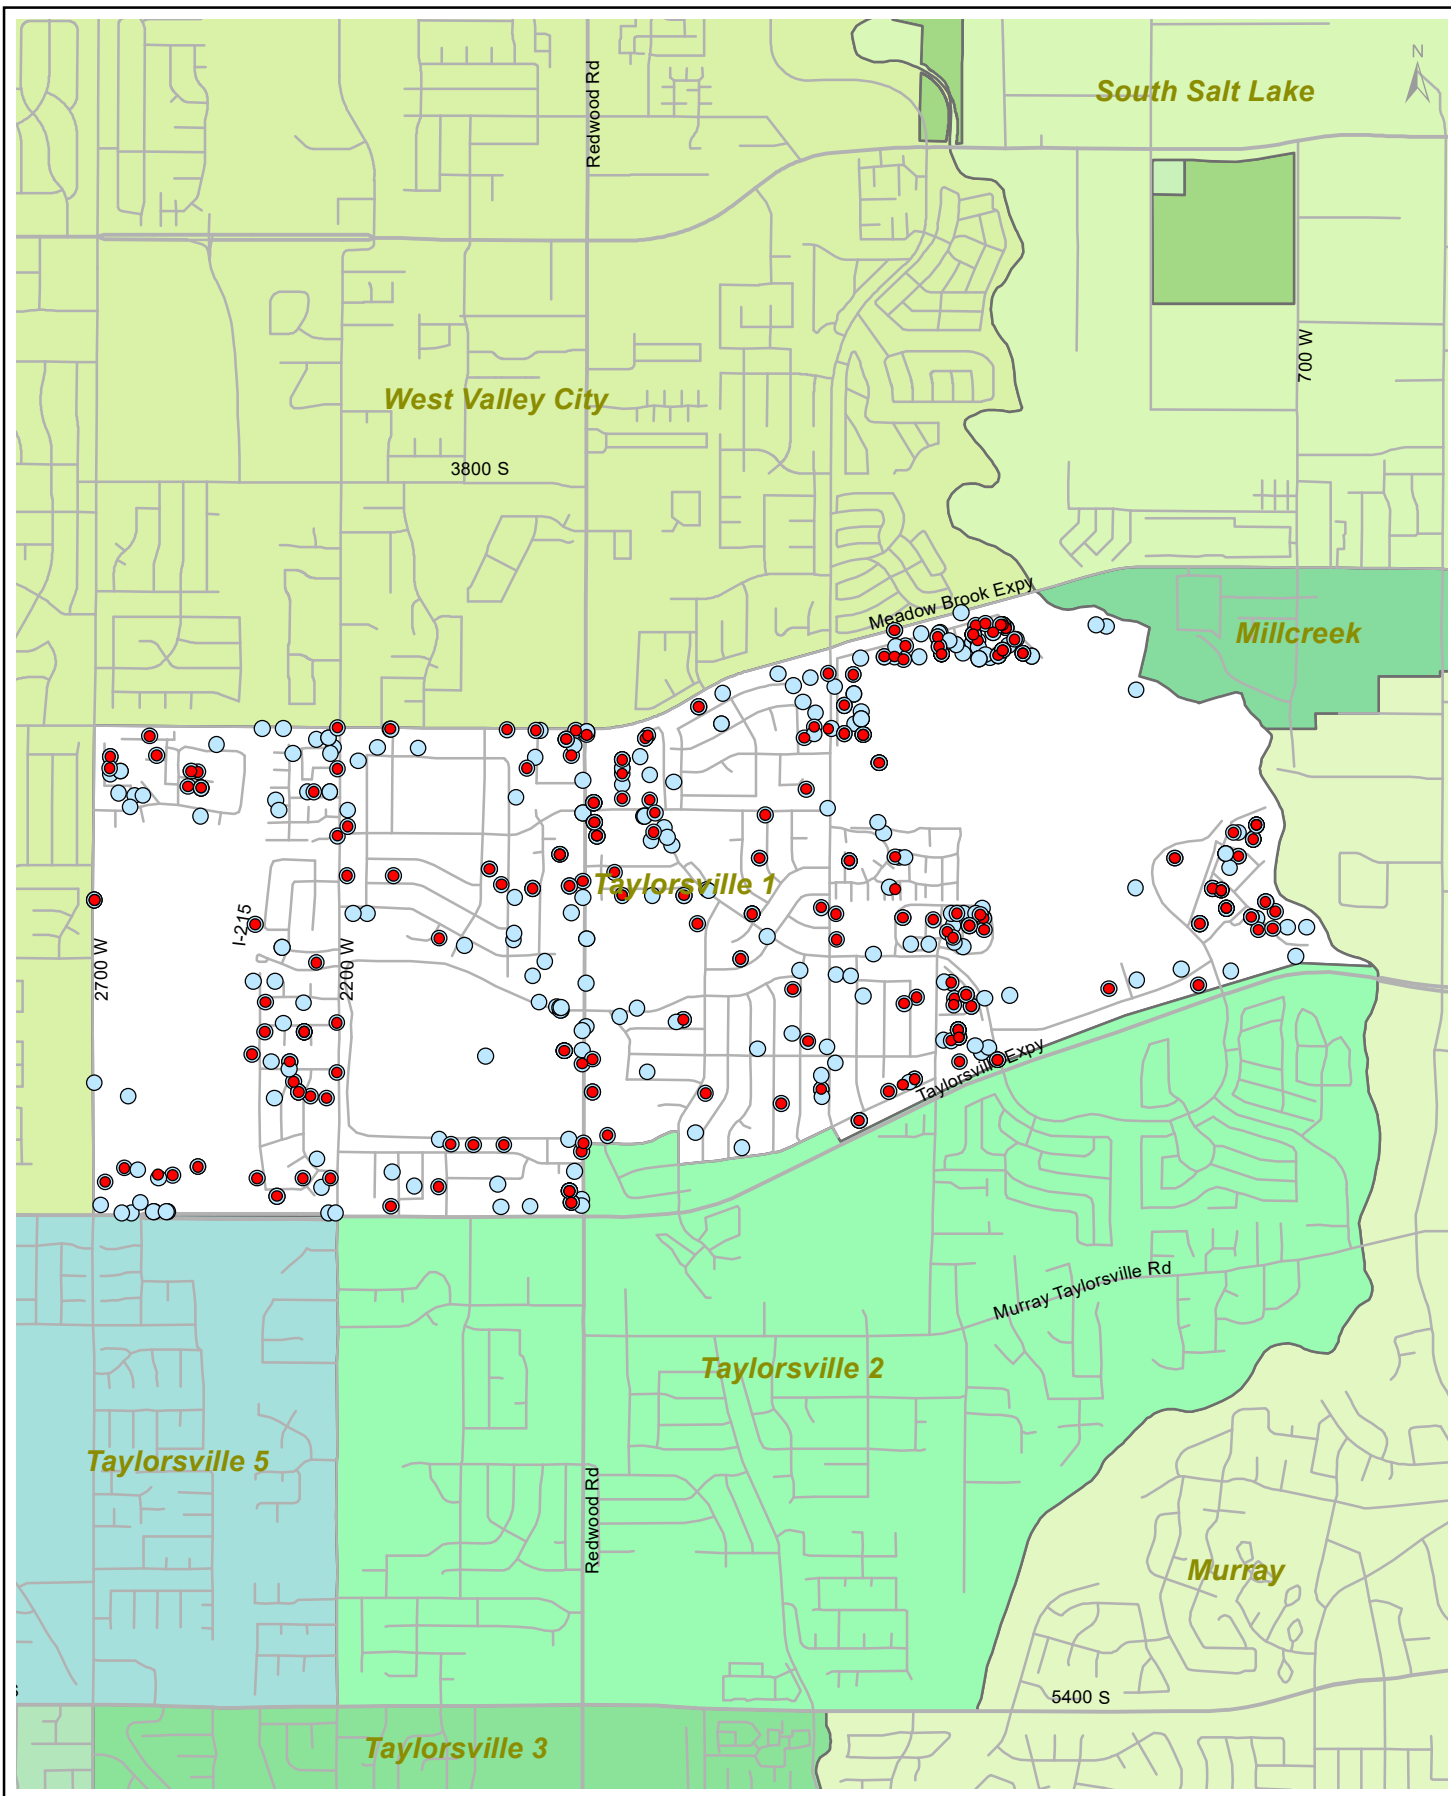 N
South Salt Lake
Redwood Rd
700 W
West Valley City
3800 S
Meadow Brook Expy
Millcreek
Taylorsville 1
I-215
2700 W
2200 W
Taylorsville Expy
Murray Taylorsville Rd
Taylorsville 2
Taylorsville 5
Redwood Rd
Murray
5400 S
Taylorsville 3